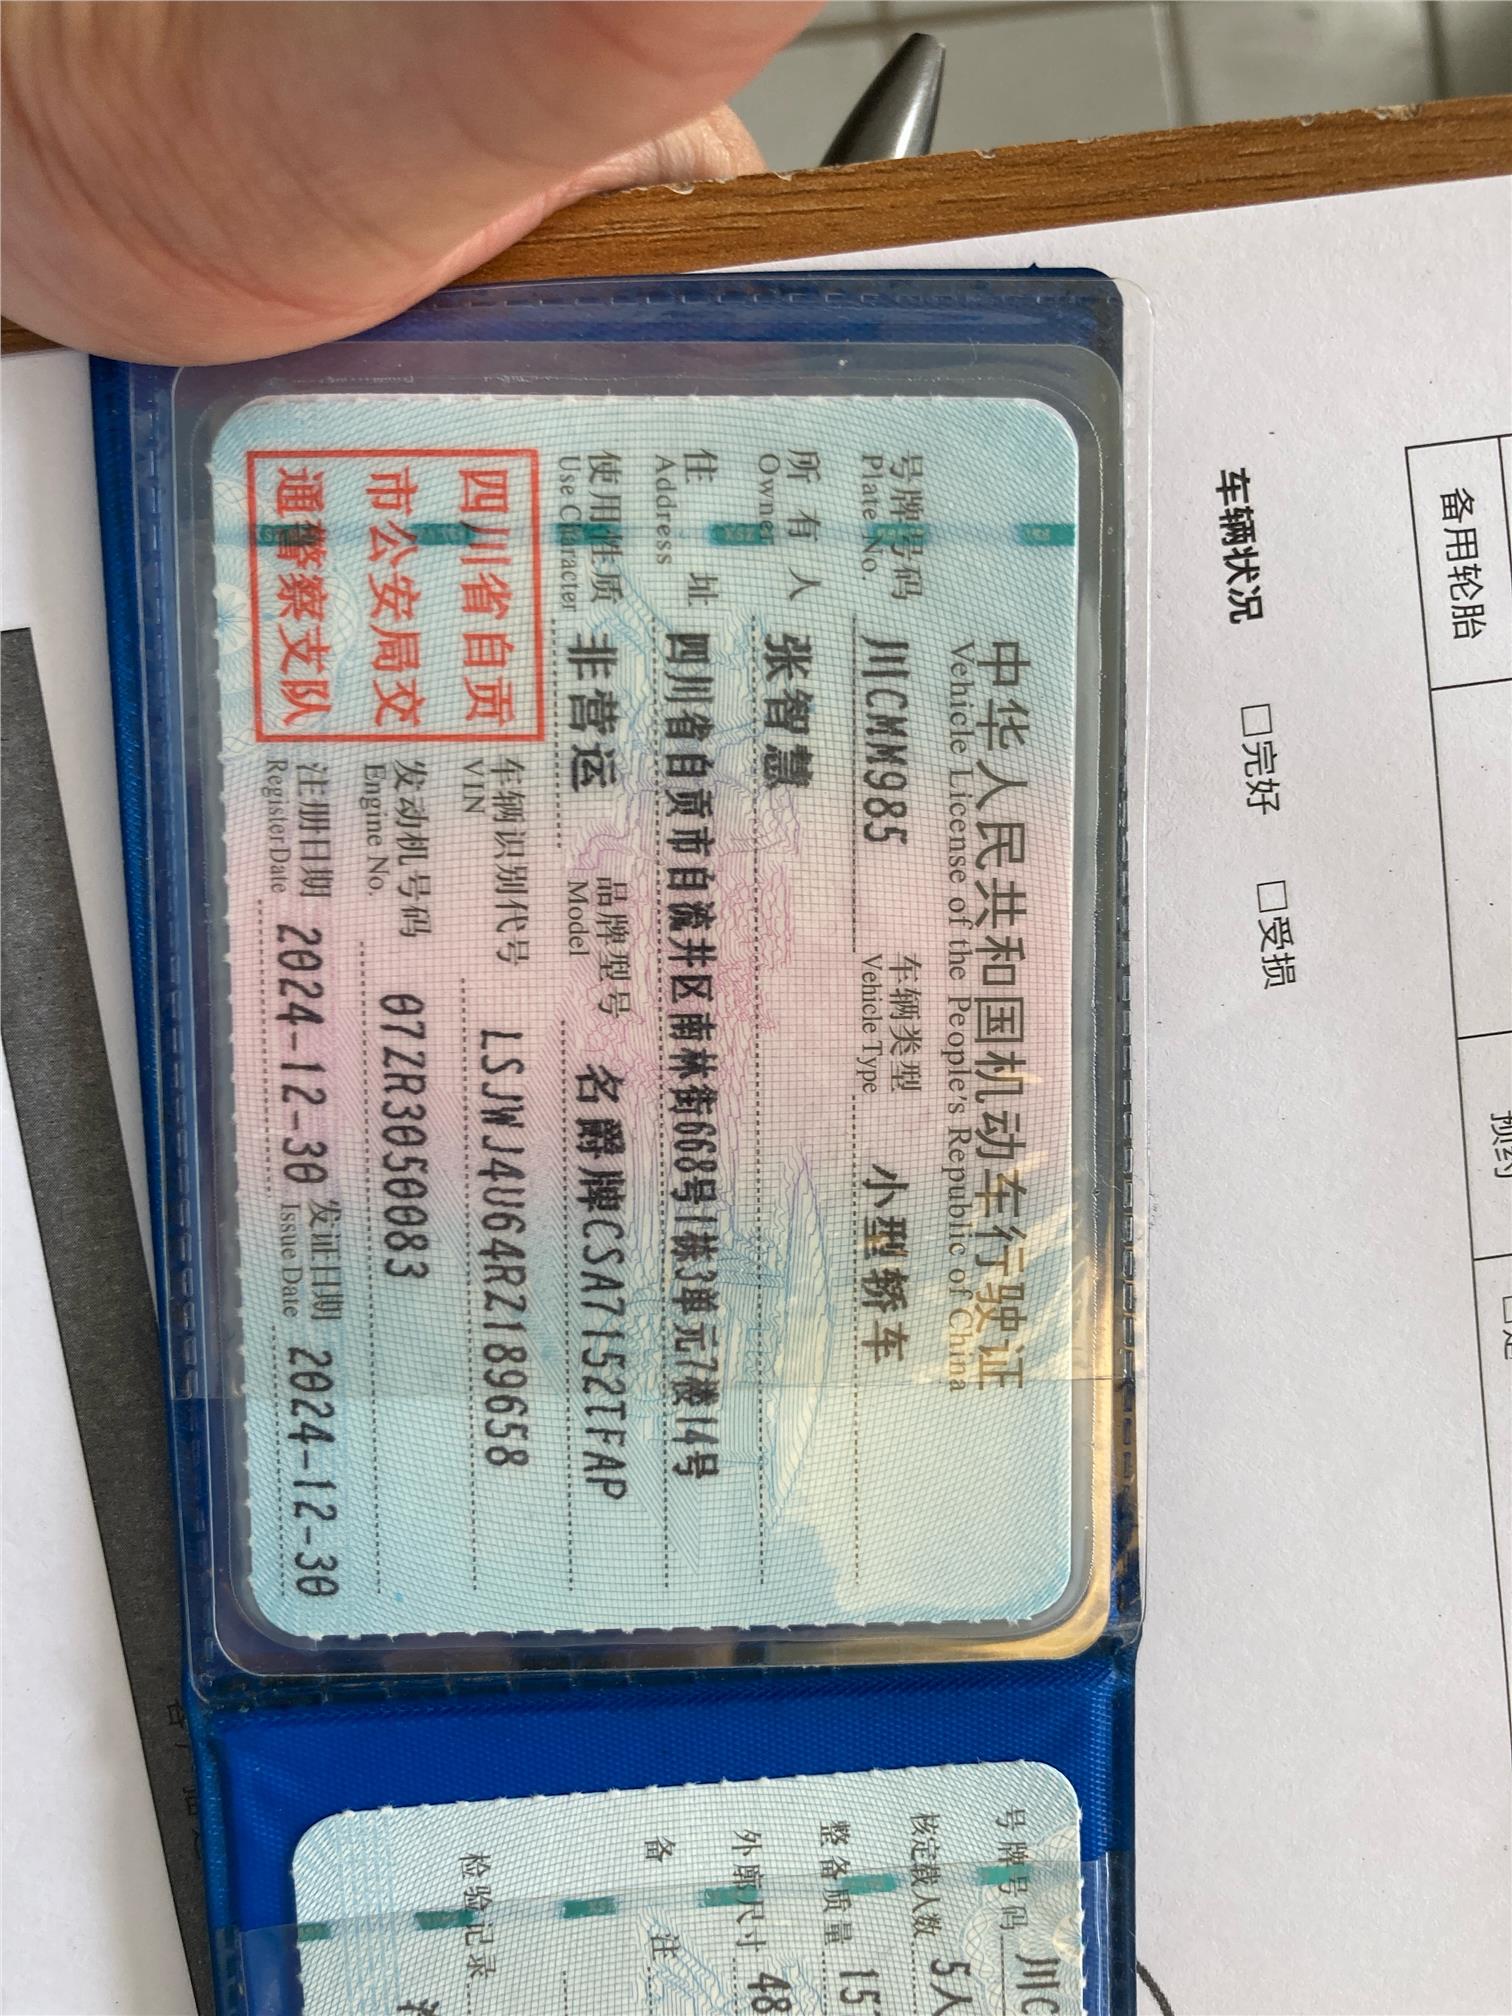 中华人民共和国机动车行驶证
Vehicle License of the People's Republic of China
号牌号码 川CMM985 车辆类型 小型轿车
Plate No. Vehicle Type
所有人 张智慧
Owner
住址 四川省自贡市自流井区南林街668号1栋3单元7楼14号
Address
使用性质 非营运 品牌型号 名爵牌CSA7152TFAP
Use Character Model
四川省自贡
市公安局交
通警察支队
车辆识别代号 LSJWJ4U64RZ189658
VIN
发动机号码 07ZR3050083
Engine No.
注册日期 2024-12-30 发证日期 2024-12-30
Register Date Issue Date
号牌号码 川C
核定载人数 5人
整备质量 15
外廓尺寸 48
备注
检验记录
备用轮胎
车辆状况 □完好 □受损
预约